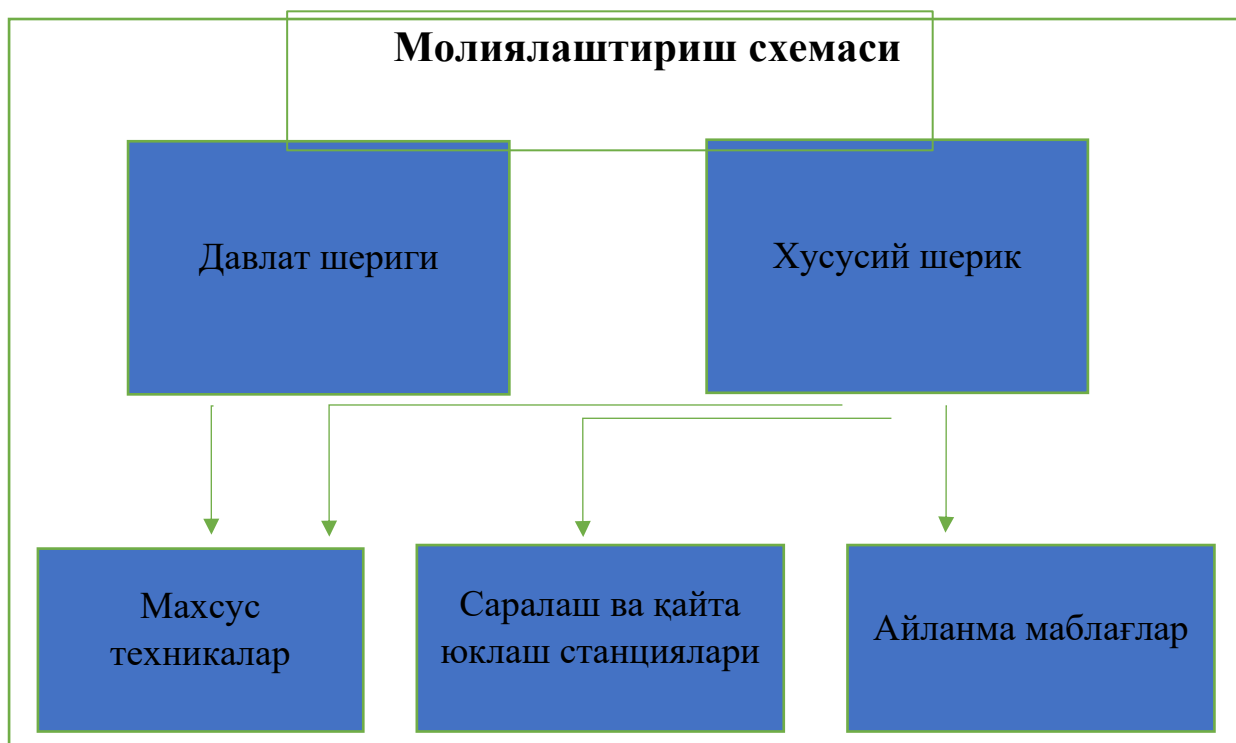 Молиялаштириш схемаси
Давлат шериги
Хусусий шерик
Махсус
техникалар
Саралаш ва қайта
юклаш станциялари
Айланма маблағлар